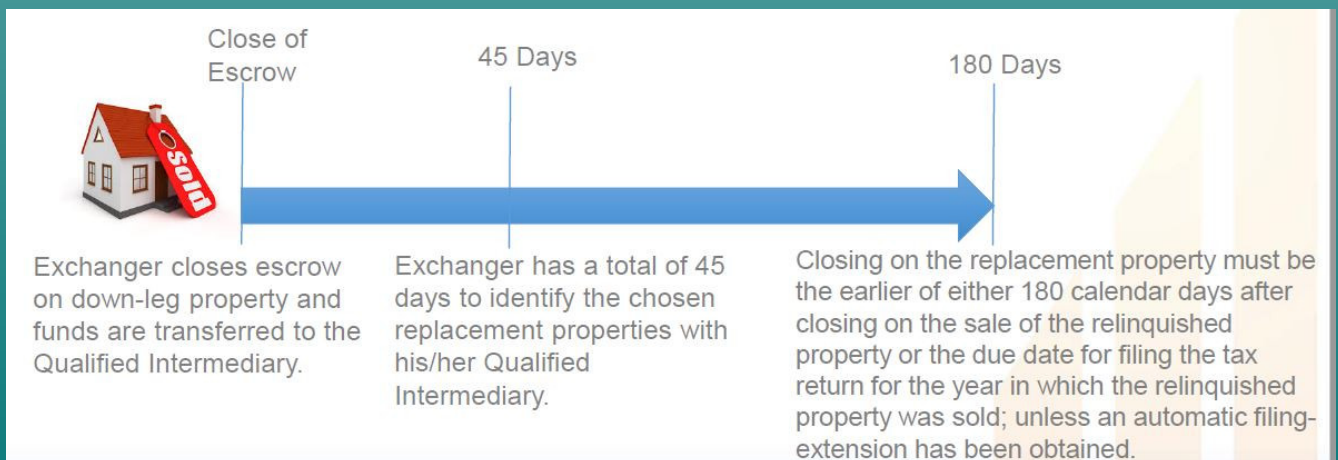 Close of
Escrow
45 Days
180 Days
Sold
Exchanger closes escrow
on down-leg property and
funds are transferred to the
Qualified Intermediary.
Exchanger has a total of 45
days to identify the chosen
replacement properties with
his/her Qualified
Intermediary.
Closing on the replacement property must be
the earlier of either 180 calendar days after
closing on the sale of the relinquished
property or the due date for filing the tax
return for the year in which the relinquished
property was sold; unless an automatic filing-
extension has been obtained.